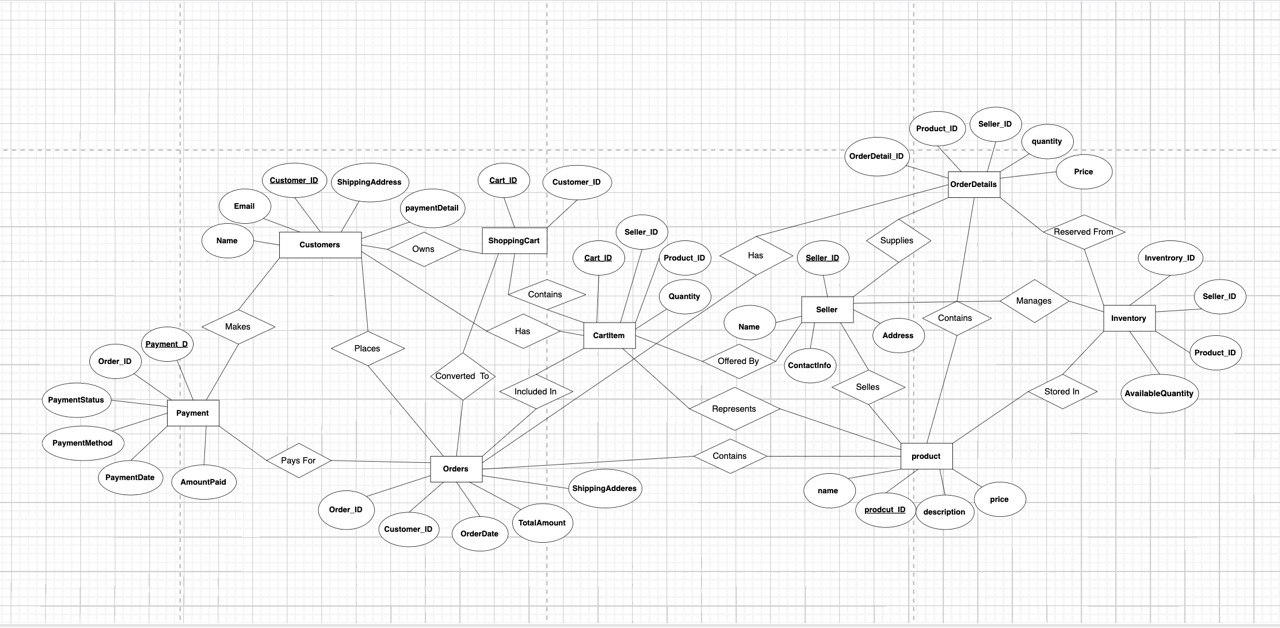 Product_ID
Seller_ID
quantity
OrderDetail_ID
Price
OrderDetails
Customer_ID
ShippingAddress
Cart_ID
Customer_ID
Email
paymentDetail
Name
Customers
Owns
ShoppingCart
Seller_ID
Supplies
Reserved From
Cart_ID
Product_ID
Has
Seller_ID
Inventory_ID
Contains
Quantity
Seller_ID
Manages
Makes
Has
CartItem
Name
Seller
Address
Contains
Inventory
Payment_D
Order_ID
Places
Offered By
ContactInfo
Product_ID
Converted To
Included In
Selles
Stored In
AvailableQuantity
PaymentStatus
Payment
Represents
PaymentMethod
Pays For
Orders
Contains
product
PaymentDate
AmountPaid
ShippingAdderes
name
price
Order_ID
prodcut_ID
description
Customer_ID
OrderDate
TotalAmount